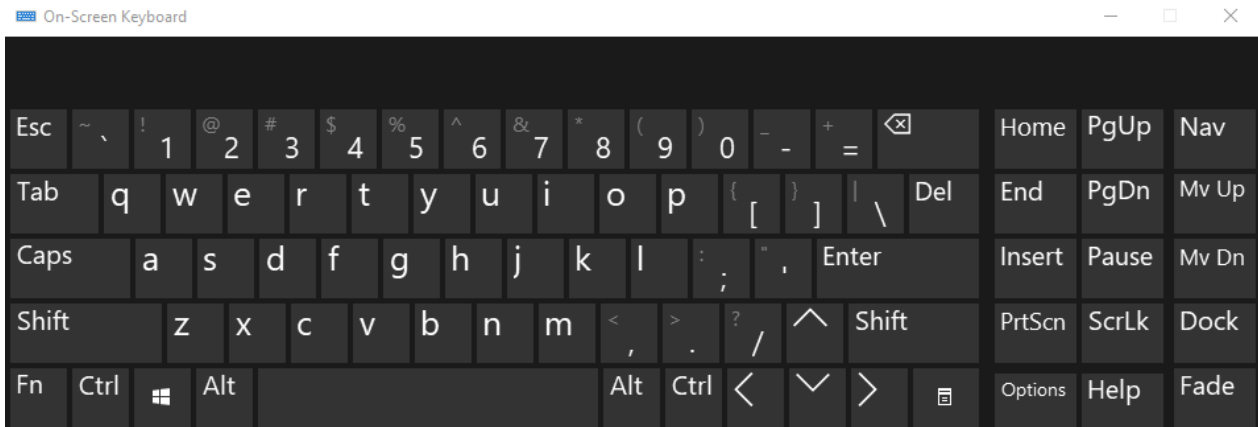 On-Screen Keyboard
Esc ~ ` ! 1 @ 2 # 3 $ 4 % 5 ^ 6 & 7 * 8 ( 9 ) 0 _ - + = Home PgUp Nav
Tab q w e r t y u i o p { [ } ] | \ Del End PgDn Mv Up
Caps a s d f g h j k l : ; " ' Enter Insert Pause Mv Dn
Shift z x c v b n m < , > . ? / Shift PrtScn ScrLk Dock
Fn Ctrl Alt Alt Ctrl Options Help Fade